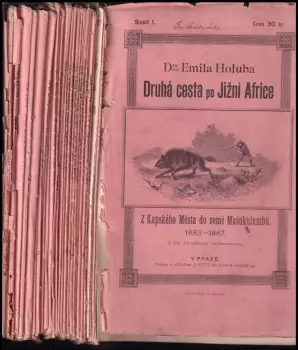 Sešit 1.
Cena 30 kr.
Dra. Emila Holuba
Druhá cesta po Jižní Africe
Z Kapského Města do země Mašukulumbů.
1883–1887.
V PRAZE.